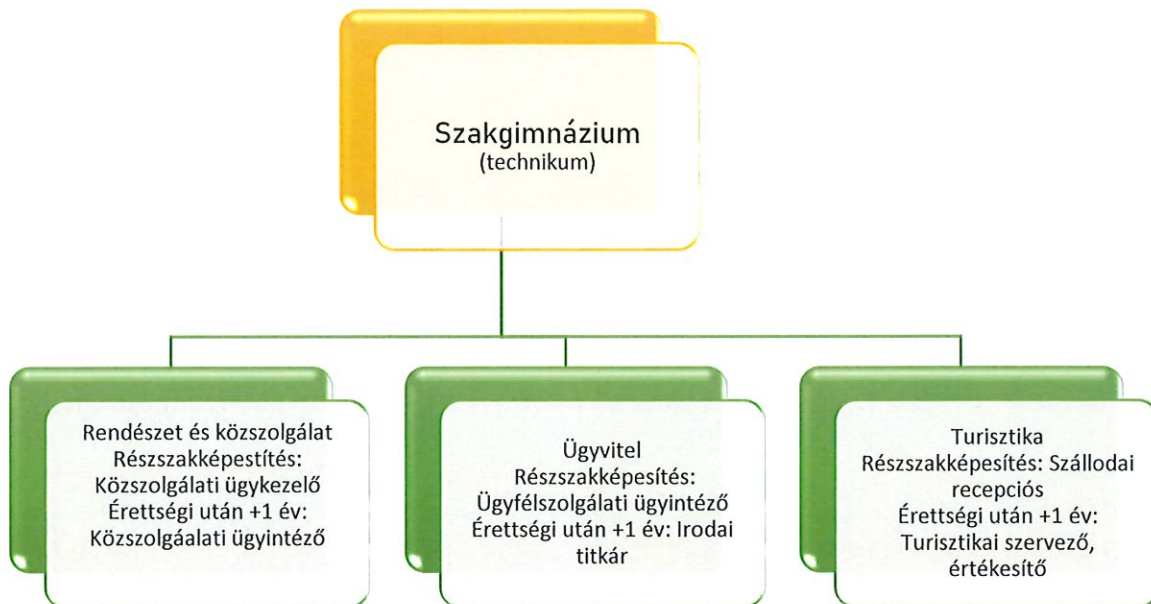 Szakgimnázium
(technikum)
Rendészet és közszolgálat
Részszakképestítés:
Közszolgálati ügykezelő
Érettségi után +1 év:
Közszolgáalati ügyintéző
Ügyvitel
Részszakképesítés:
Ügyfélszolgálati ügyintéző
Érettségi után +1 év: Irodai
titkár
Turisztika
Részszakképesítés: Szállodai
recepciós
Érettségi után +1 év:
Turisztikai szervező,
értékesítő